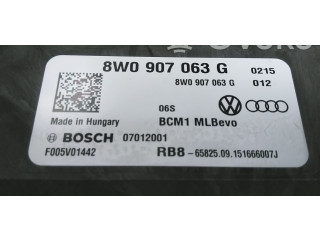 8W0 907 063 G 0215
8W0 907 063 G 012
06S
Made in Hungary BCM1 MLBevo
BOSCH 07012001
F005V01442 RB8-65825.09.151666007J